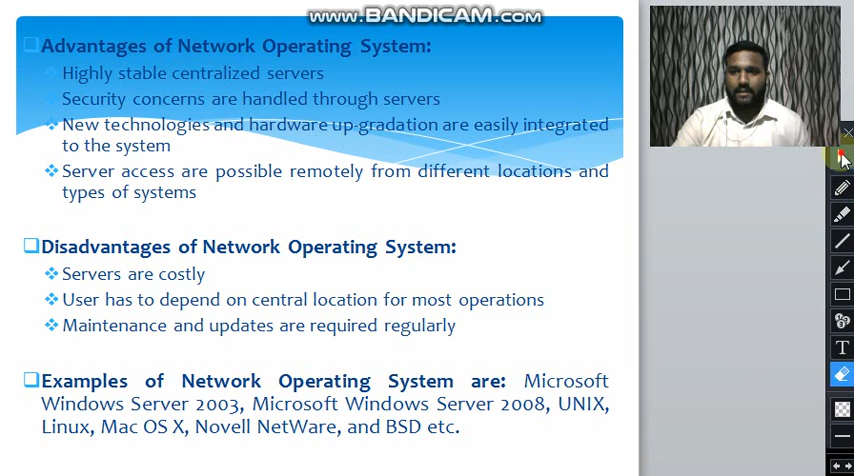 www.BANDICAM.com
Advantages of Network Operating System:
Highly stable centralized servers
Security concerns are handled through servers
New technologies and hardware up-gradation are easily integrated
to the system
Server access are possible remotely from different locations and
types of systems
Disadvantages of Network Operating System:
Servers are costly
User has to depend on central location for most operations
Maintenance and updates are required regularly
Examples of Network Operating System are: Microsoft
Windows Server 2003, Microsoft Windows Server 2008, UNIX,
Linux, Mac OS X, Novell NetWare, and BSD etc.
T